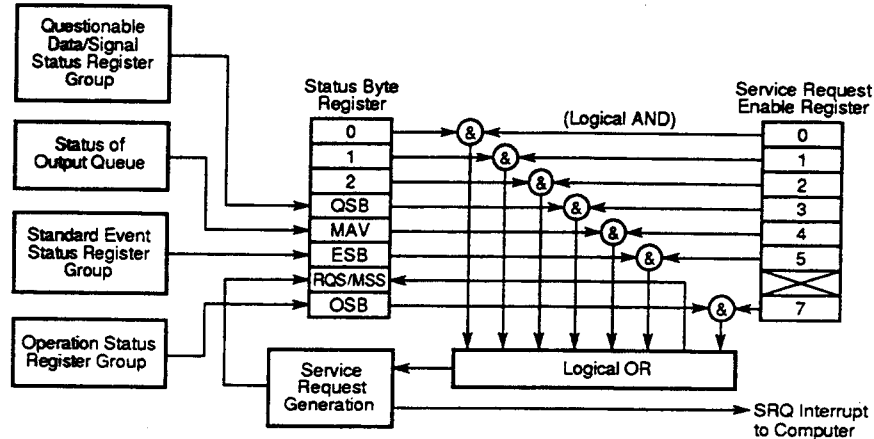 Questionable
Data/Signal
Status Register
Group
Status of
Output Queue
Standard Event
Status Register
Group
Operation Status
Register Group
Status Byte
Register
0
1
2
QSB
MAV
ESB
RQS/MSS
OSB
&
&
&
&
&
&
&
(Logical AND)
Service Request
Enable Register
0
1
2
3
4
5
7
Service
Request
Generation
Logical OR
SRQ Interrupt
to Computer